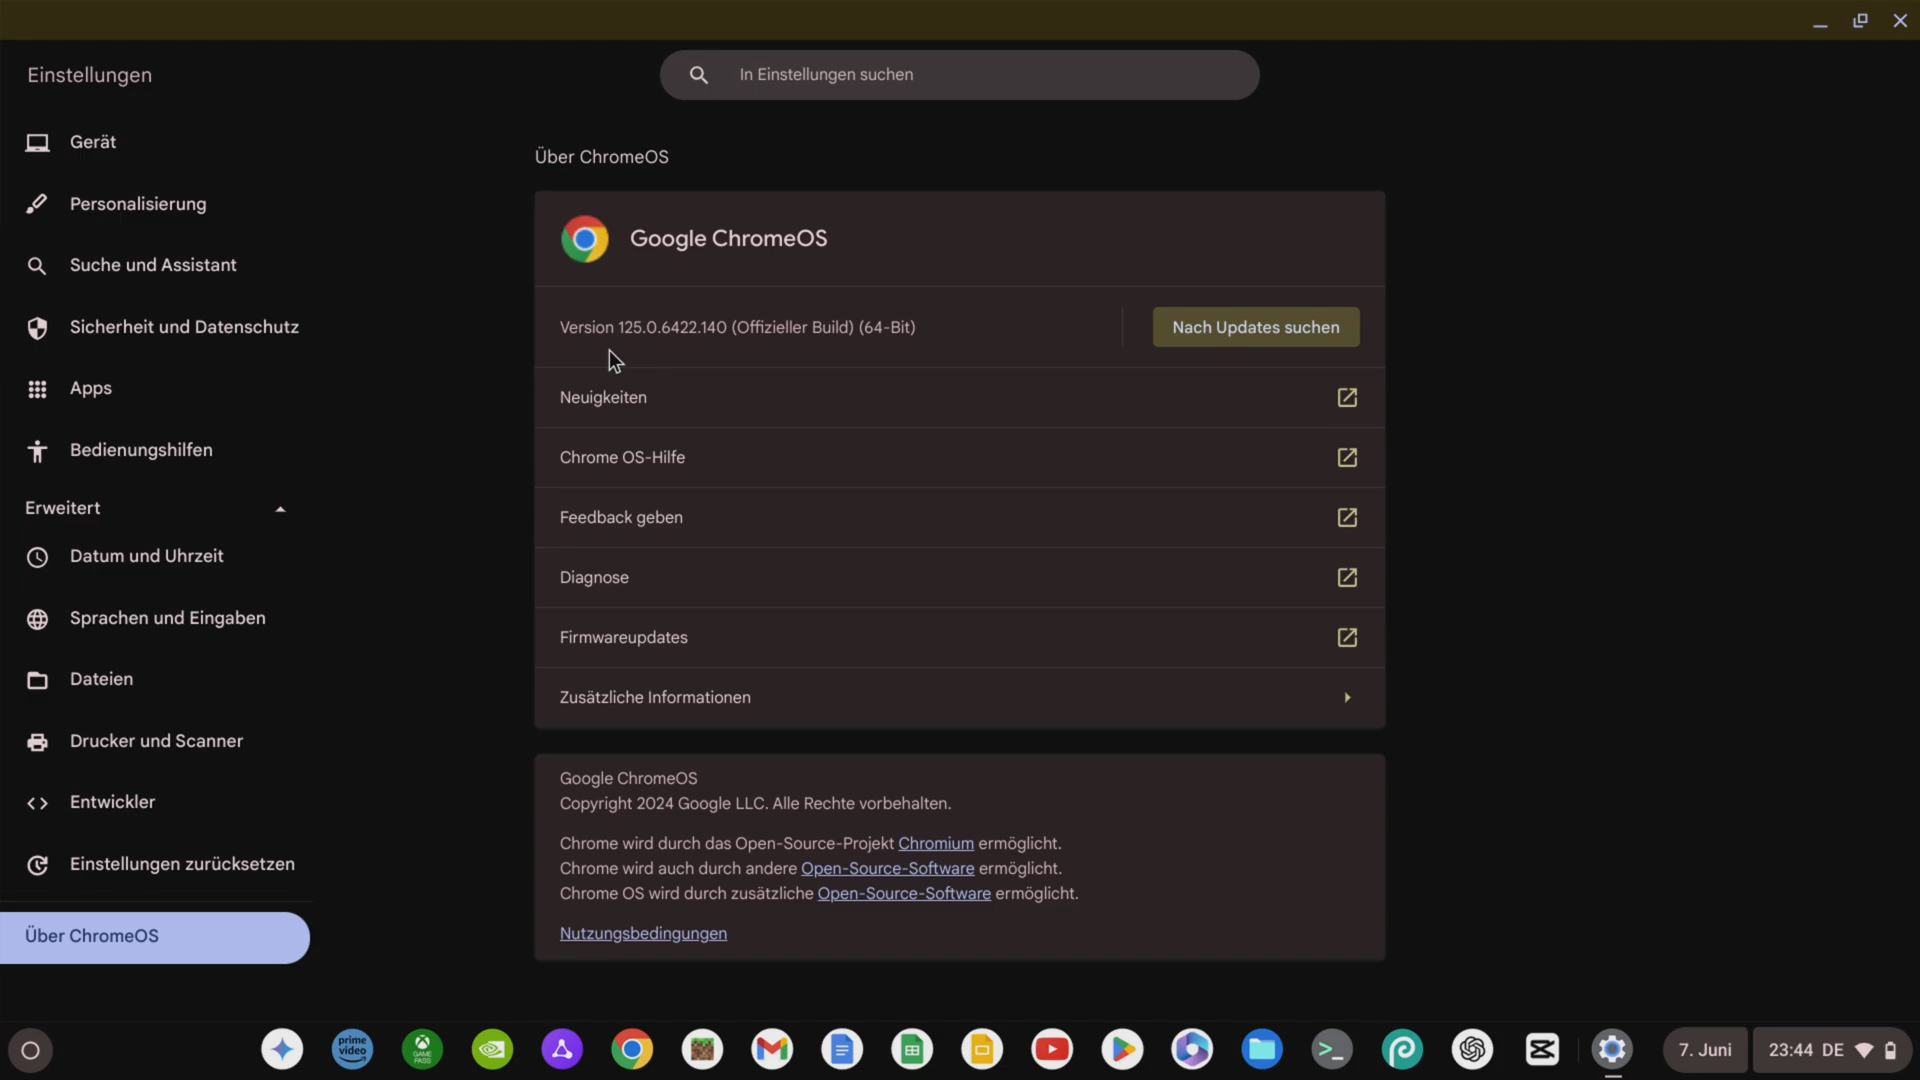 Einstellungen
In Einstellungen suchen
Gerät
Personalisierung
Suche und Assistant
Sicherheit und Datenschutz
Apps
Bedienungshilfen
Erweitert
Datum und Uhrzeit
Sprachen und Eingaben
Dateien
Drucker und Scanner
Entwickler
Einstellungen zurücksetzen
Über ChromeOS
Über ChromeOS
Google ChromeOS
Version 125.0.6422.140 (Offizieller Build) (64-Bit)
Nach Updates suchen
Neuigkeiten
Chrome OS-Hilfe
Feedback geben
Diagnose
Firmwareupdates
Zusätzliche Informationen
Google ChromeOS
Copyright 2024 Google LLC. Alle Rechte vorbehalten.
Chrome wird durch das Open-Source-Projekt Chromium ermöglicht.
Chrome wird auch durch andere Open-Source-Software ermöglicht.
Chrome OS wird durch zusätzliche Open-Source-Software ermöglicht.
Nutzungsbedingungen
prime
video
GAME
PASS
7. Juni
23:44 DE